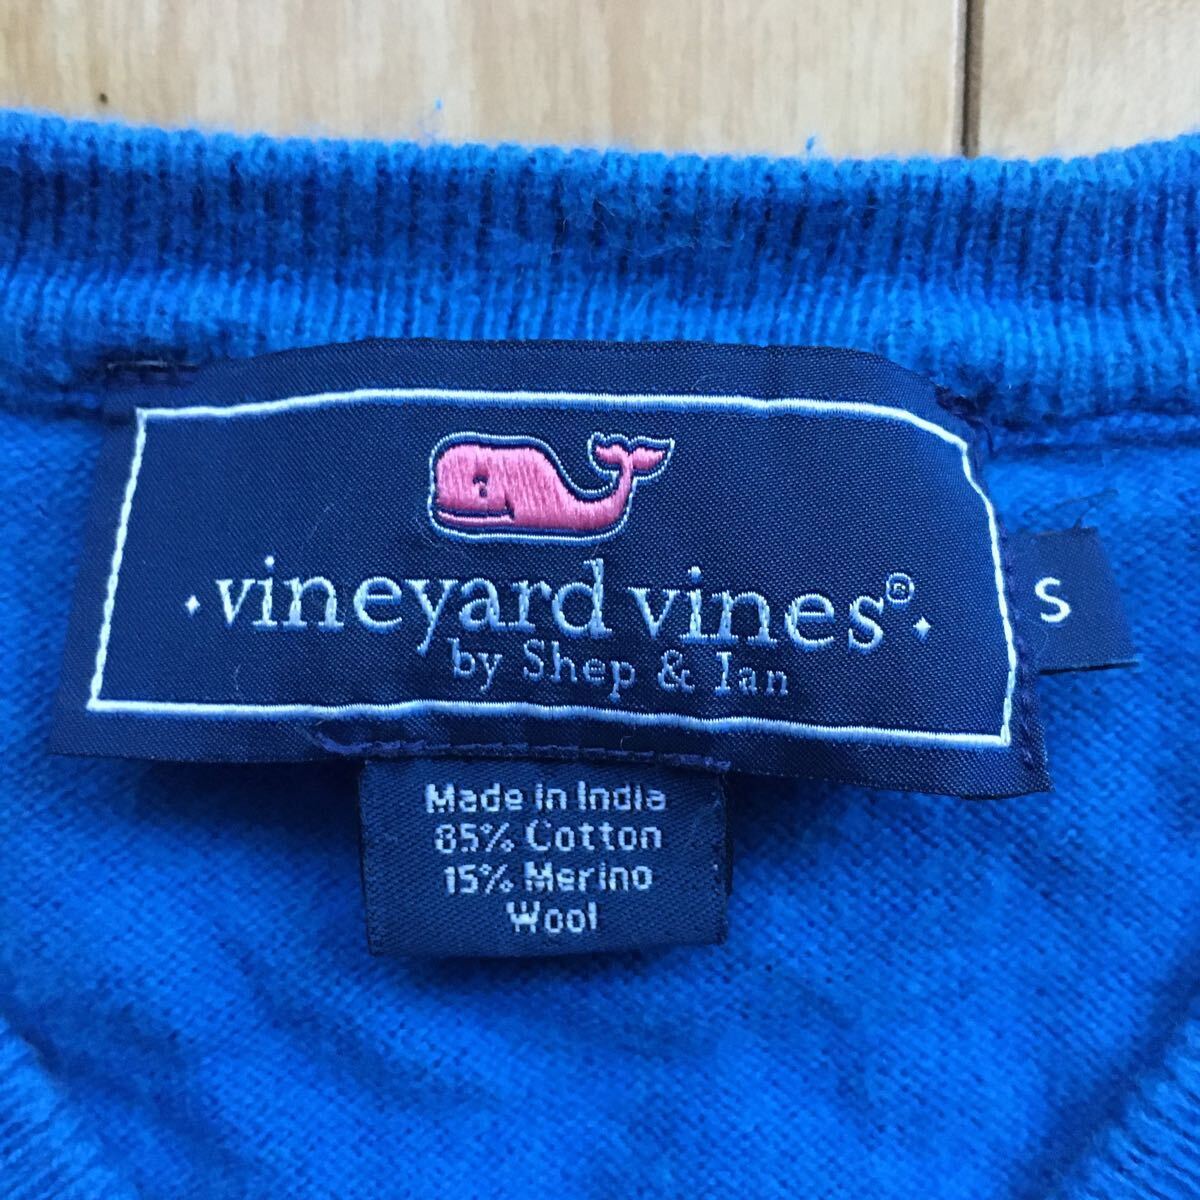 · vineyard vines® ·
by Shep & Ian
S
Made in India
85% Cotton
15% Merino
Wool